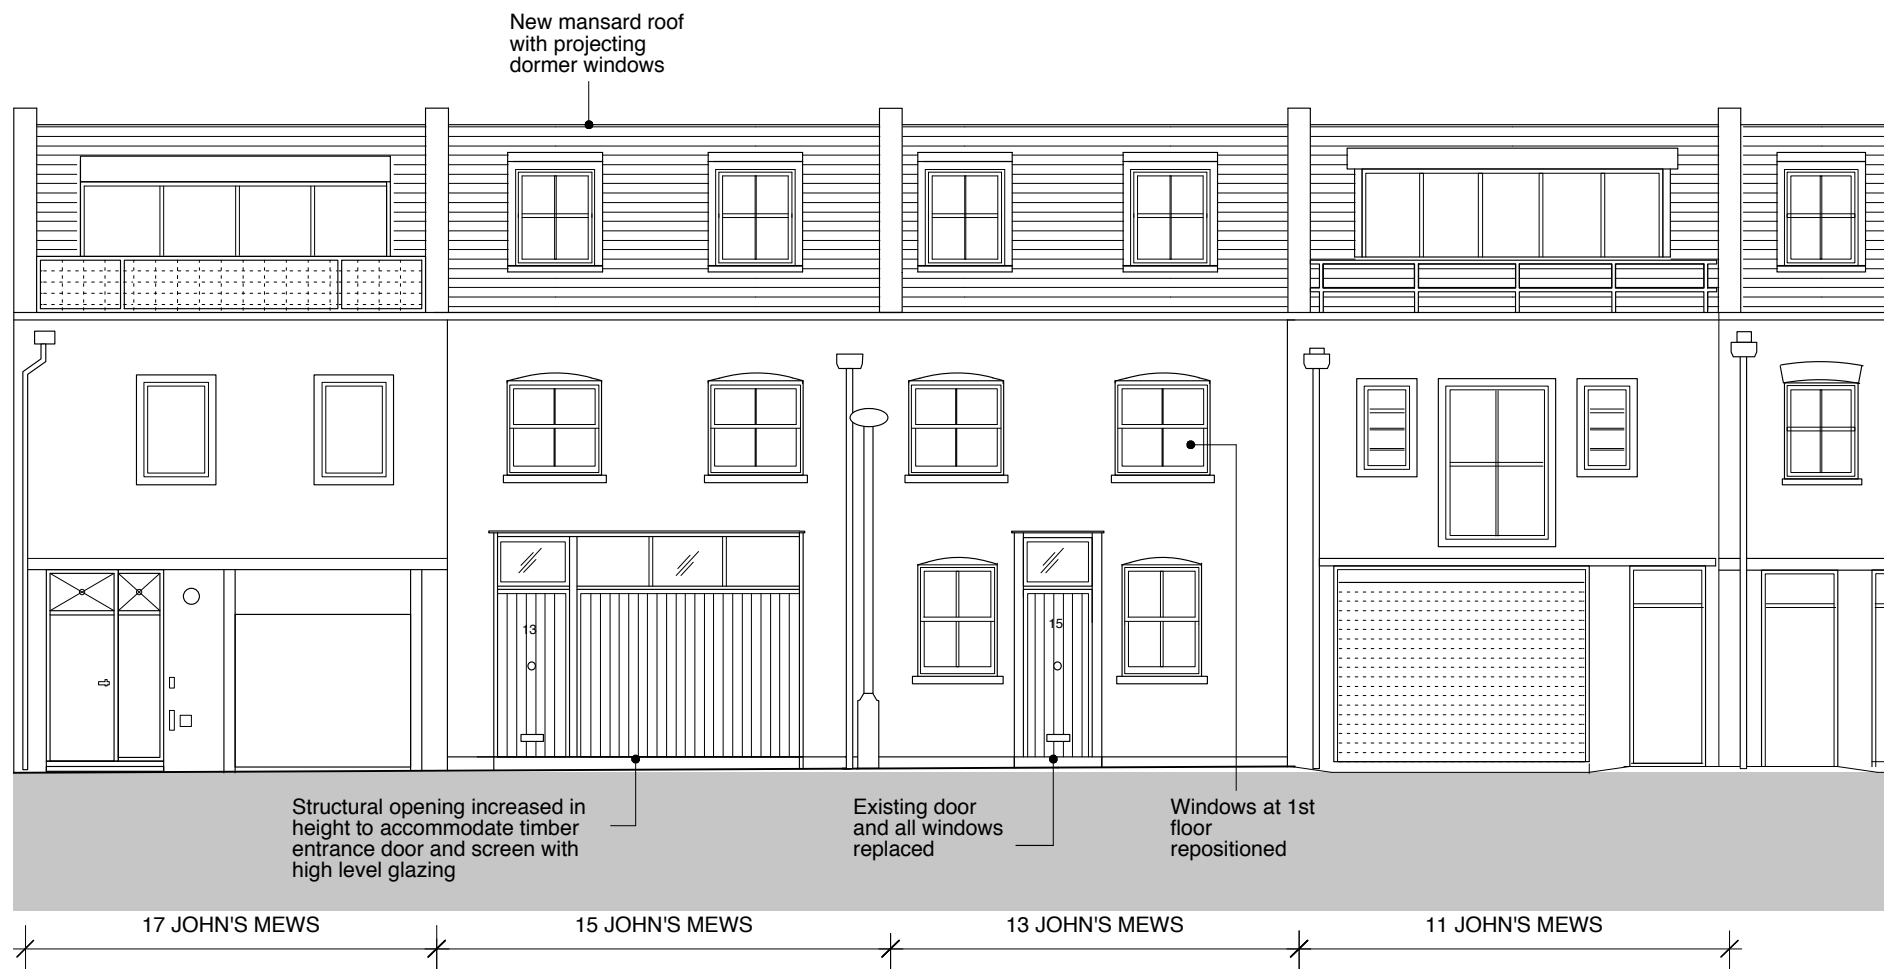 New mansard roof
with projecting
dormer windows
13
15
Structural opening increased in
height to accommodate timber
entrance door and screen with
high level glazing
Existing door
and all windows
replaced
Windows at 1st
floor
repositioned
17 JOHN'S MEWS
15 JOHN'S MEWS
13 JOHN'S MEWS
11 JOHN'S MEWS